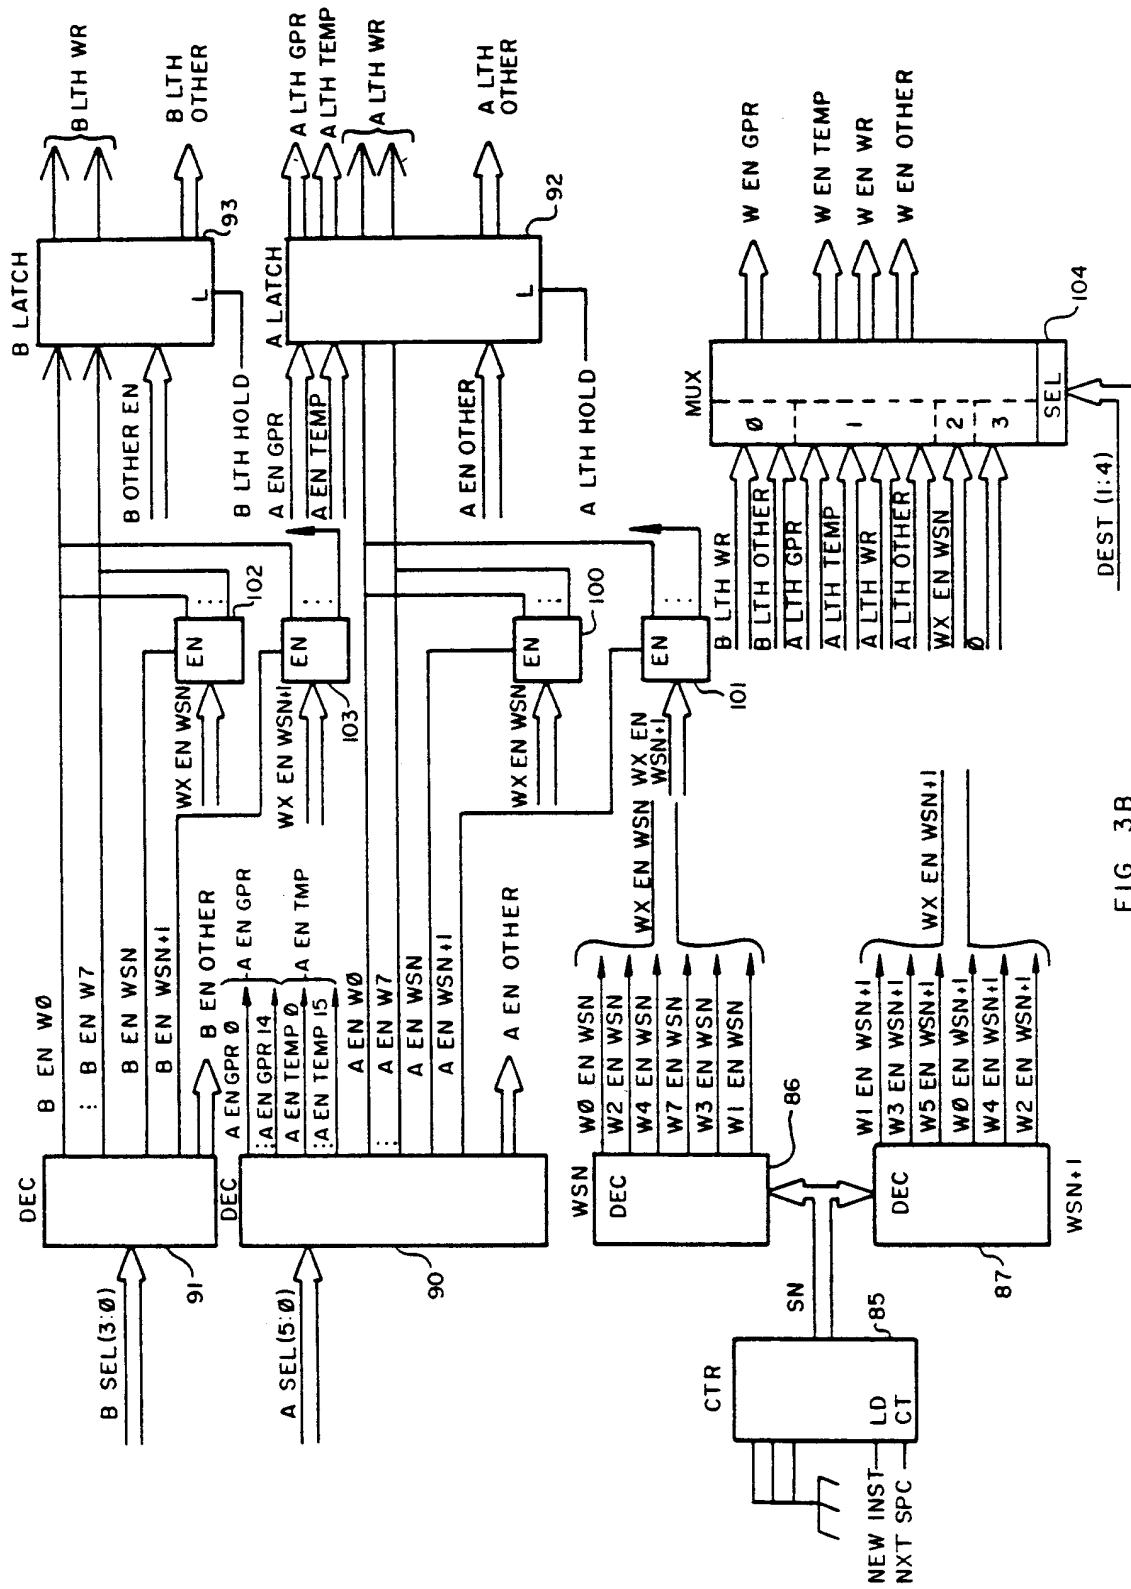 B SEL(3:0)
91
DEC
B EN W0
: B EN W7
B EN WSN
B EN WSN+1
B EN OTHER
WX EN WSN
EN
102
WX EN WSN+1
EN
103
B OTHER EN
B LTH HOLD
B LATCH
L
93
B LTH WR
B LTH
OTHER
A SEL(5:0)
90
DEC
A EN GPR 0
: A EN GPR 14
A EN TEMP 0
: A EN TEMP 15
A EN GPR
A EN TMP
A EN W0
: A EN W7
A EN WSN
A EN WSN+1
A EN OTHER
WX EN WSN
EN
100
WX EN
WSN+1
EN
101
A EN GPR
A EN TEMP
A EN OTHER
A LTH HOLD
A LATCH
L
92
A LTH GPR
A LTH TEMP
A LTH WR
A LTH
OTHER
NEW INST
NXT SPC
CTR
LD
CT
85
SN
WSN
DEC
86
W0 EN WSN
W2 EN WSN
W4 EN WSN
W7 EN WSN
W3 EN WSN
W1 EN WSN
WX EN WSN
DEC
87
WSN+1
W1 EN WSN+1
W3 EN WSN+1
W5 EN WSN+1
W0 EN WSN+1
W4 EN WSN+1
W2 EN WSN+1
WX EN WSN+1
B LTH WR
B LTH OTHER
A LTH GPR
A LTH TEMP
A LTH WR
A LTH OTHER
WX EN WSN
0
MUX
0
1
2
3
SEL
104
DEST (1:4)
W EN GPR
W EN TEMP
W EN WR
W EN OTHER
FIG 3B